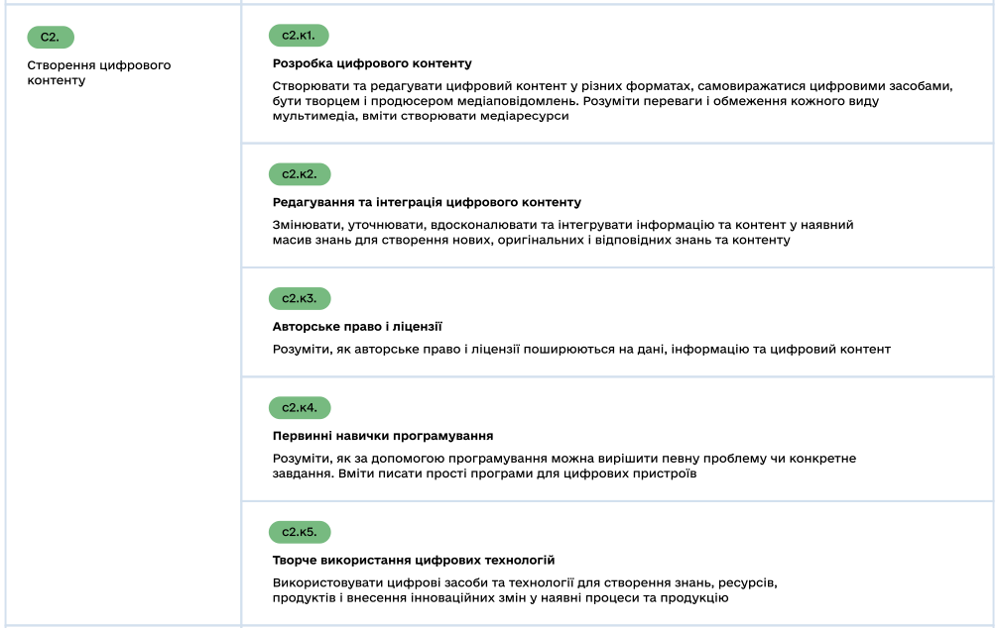 С2.
Створення цифрового
контенту
с2.к1.
Розробка цифрового контенту
Створювати та редагувати цифровий контент у різних форматах, самовиражатися цифровими засобами,
бути творцем і продюсером медіаповідомлень. Розуміти переваги і обмеження кожного виду
мультимедіа, вміти створювати медіаресурси
с2.к2.
Редагування та інтеграція цифрового контенту
Змінювати, уточнювати, вдосконалювати та інтегрувати інформацію та контент у наявний
масив знань для створення нових, оригінальних і відповідних знань та контенту
с2.к3.
Авторське право і ліцензії
Розуміти, як авторське право і ліцензії поширюються на дані, інформацію та цифровий контент
с2.к4.
Первинні навички програмування
Розуміти, як за допомогою програмування можна вирішити певну проблему чи конкретне
завдання. Вміти писати прості програми для цифрових пристроїв
с2.к5.
Творче використання цифрових технологій
Використовувати цифрові засоби та технології для створення знань, ресурсів,
продуктів і внесення інноваційних змін у наявні процеси та продукцію